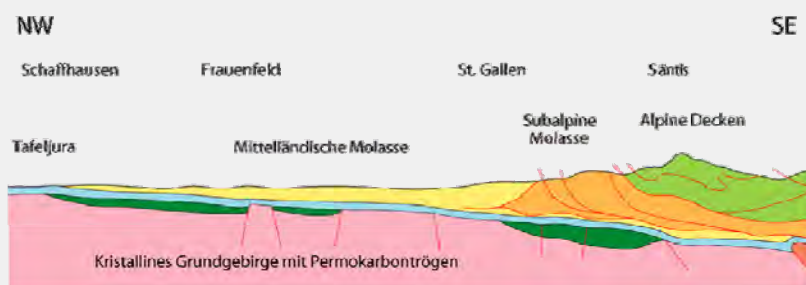 NW
SE
Schaffhausen
Frauenfeld
St. Gallen
Säntis
Tafeljura
Mittelländische Molasse
Subalpine
Molasse
Alpine Decken
Kristallines Grundgebirge mit Permokarbontrögen